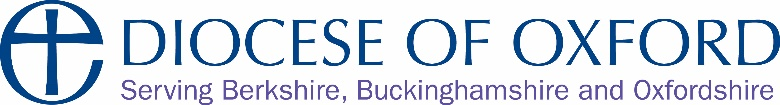 DIOCESE OF OXFORD
Serving Berkshire, Buckinghamshire and Oxfordshire